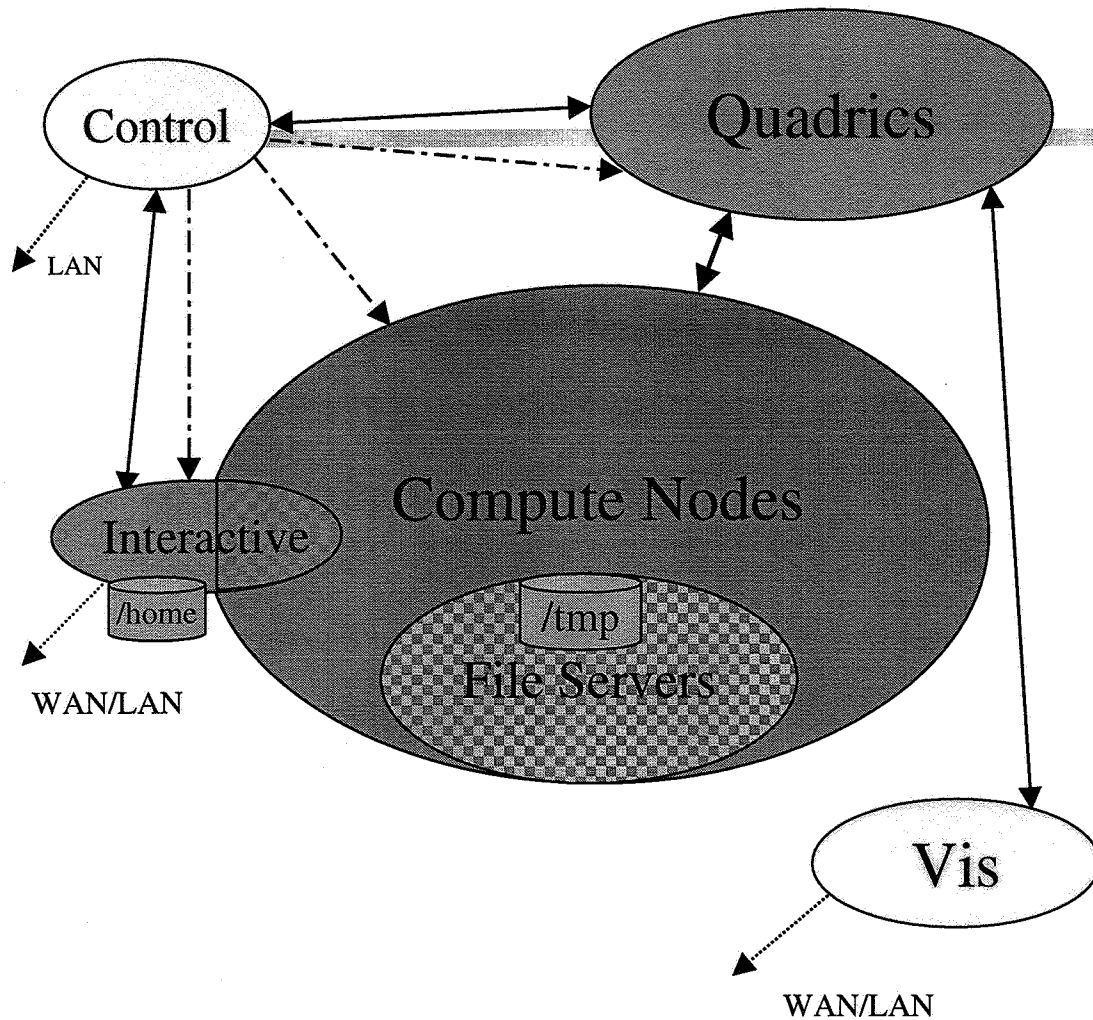 Control
Quadrics
LAN
Compute Nodes
Interactive
/home
/tmp
File Servers
WAN/LAN
Vis
WAN/LAN